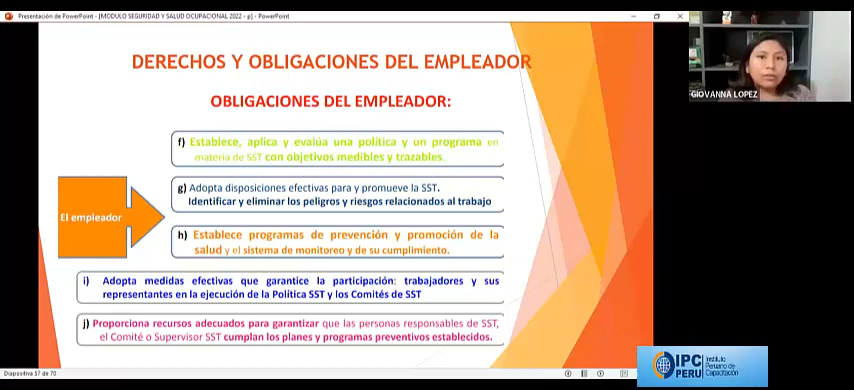 Presentación de PowerPoint - [MODULO SEGURIDAD Y SALUD OCUPACIONAL 2022 - p] - PowerPoint
DERECHOS Y OBLIGACIONES DEL EMPLEADOR
OBLIGACIONES DEL EMPLEADOR:
f) Establece, aplica y evalúa una política y un programa en
materia de SST con objetivos medibles y trazables.
g) Adopta disposiciones efectivas para y promueve la SST.
Identificar y eliminar los peligros y riesgos relacionados al trabajo
El empleador
h) Establece programas de prevención y promoción de la
salud y el sistema de monitoreo y de su cumplimiento.
i) Adopta medidas efectivas que garantice la participación: trabajadores y sus
representantes en la ejecución de la Política SST y los Comités de SST
j) Proporciona recursos adecuados para garantizar que las personas responsables de SST,
el Comité o Supervisor SST cumplan los planes y programas preventivos establecidos.
Diapositiva 57 de 70
GIOVANNA LOPEZ
IPC PERU
Instituto
Peruano de
Capacitación